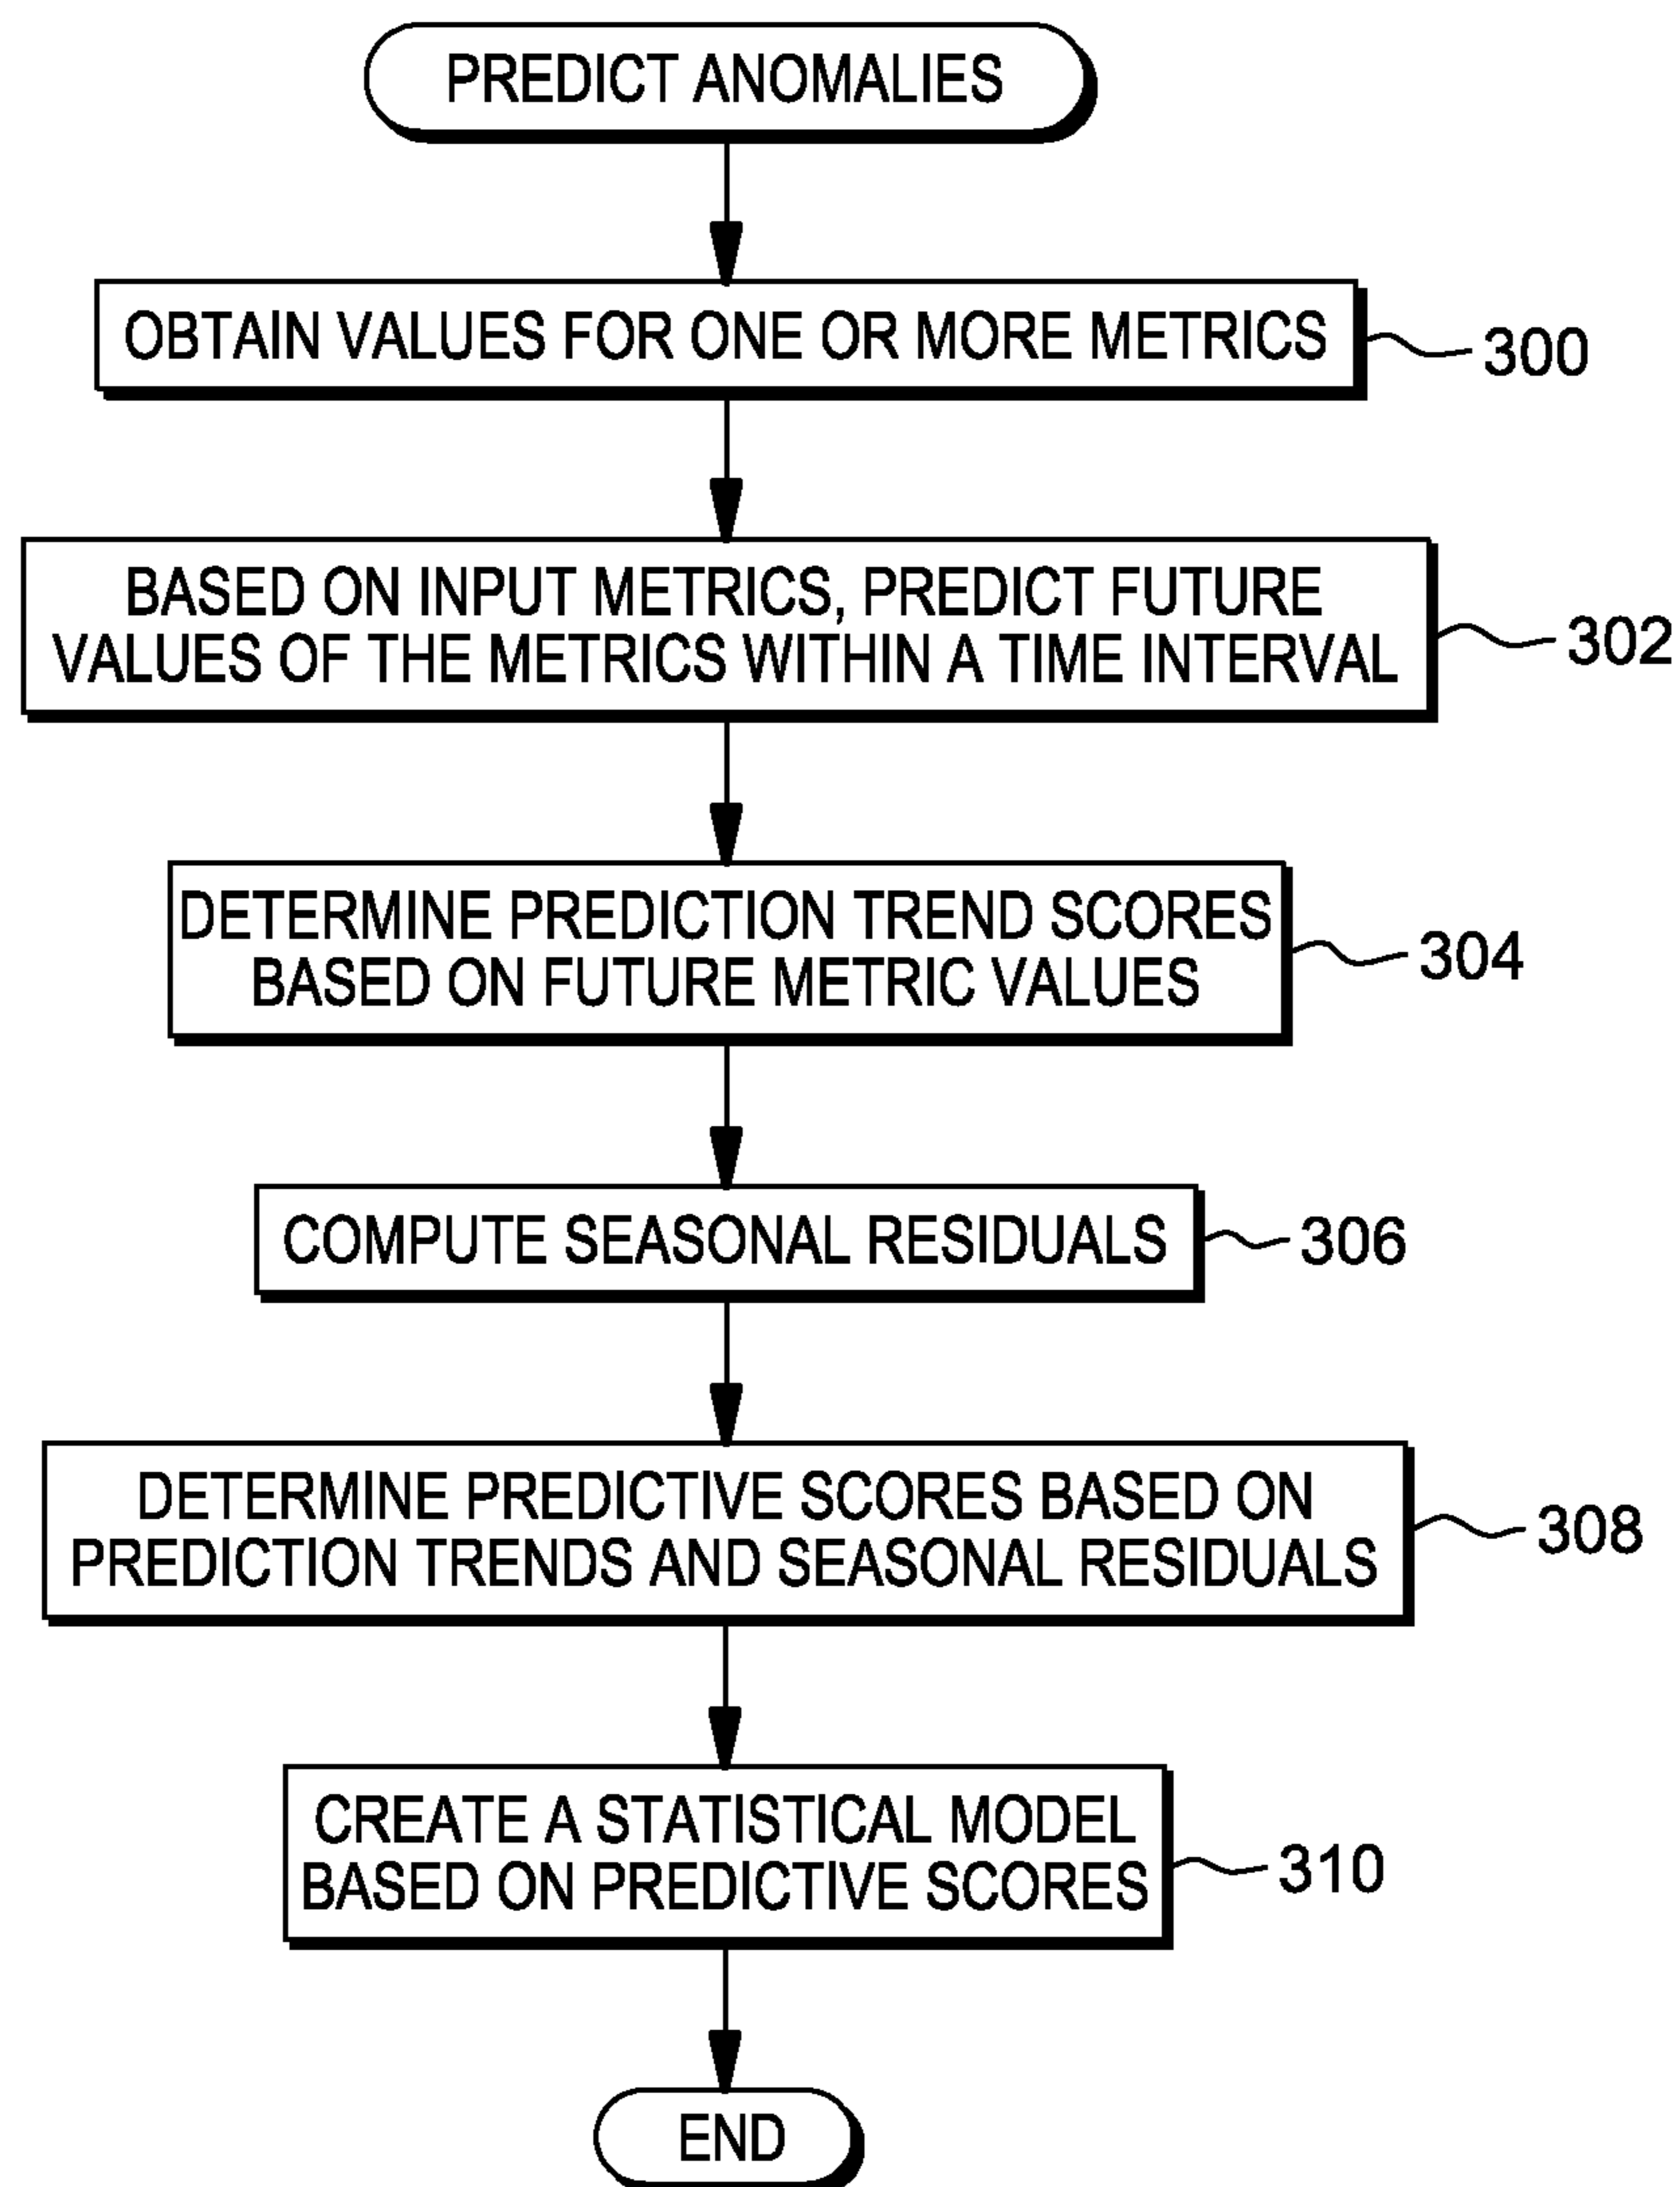 PREDICT ANOMALIES
OBTAIN VALUES FOR ONE OR MORE METRICS
300
BASED ON INPUT METRICS, PREDICT FUTURE
VALUES OF THE METRICS WITHIN A TIME INTERVAL
302
DETERMINE PREDICTION TREND SCORES
BASED ON FUTURE METRIC VALUES
304
COMPUTE SEASONAL RESIDUALS
306
DETERMINE PREDICTIVE SCORES BASED ON
PREDICTION TRENDS AND SEASONAL RESIDUALS
308
CREATE A STATISTICAL MODEL
BASED ON PREDICTIVE SCORES
310
END